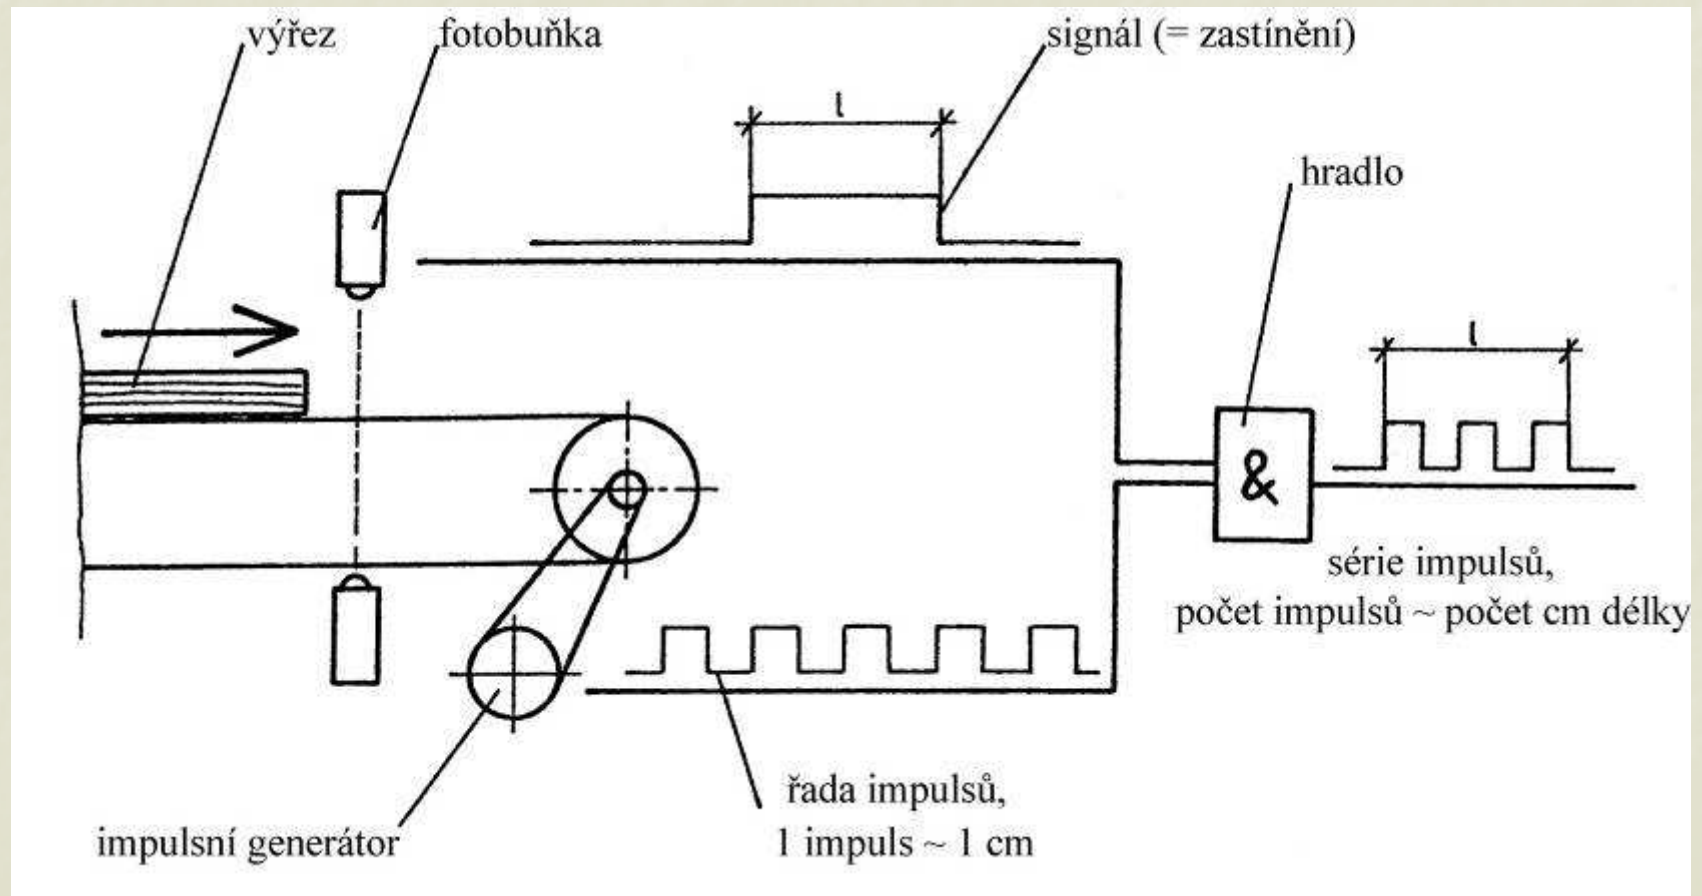 výřez
fotobuňka
signál (= zastínění)
l
hradlo
l
&
série impulsů,
počet impulsů ~ počet cm délky
řada impulsů,
1 impuls ~ 1 cm
impulsní generátor